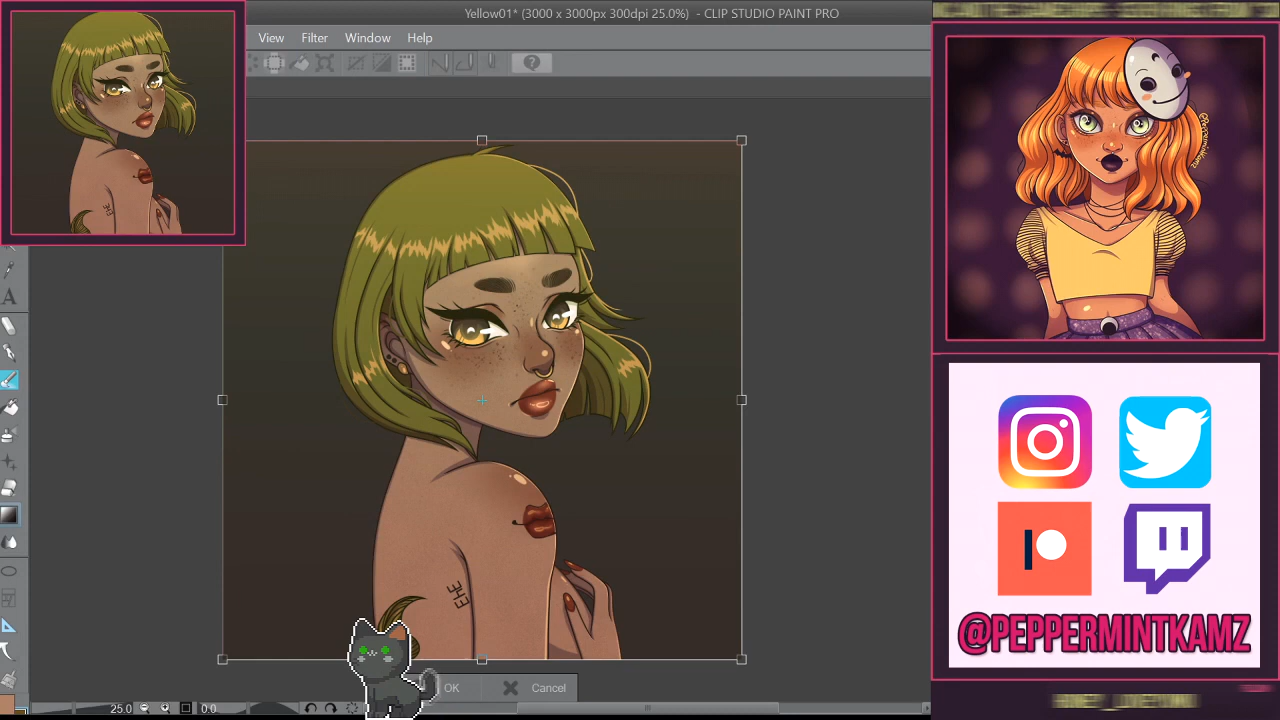 Yellow01* (3000 x 3000px 300dpi 25.0%) - CLIP STUDIO PAINT PRO
View Filter Window Help
@PeppermintKamz
@PEPPERMINTKAMZ
OK Cancel
25.0 0.0